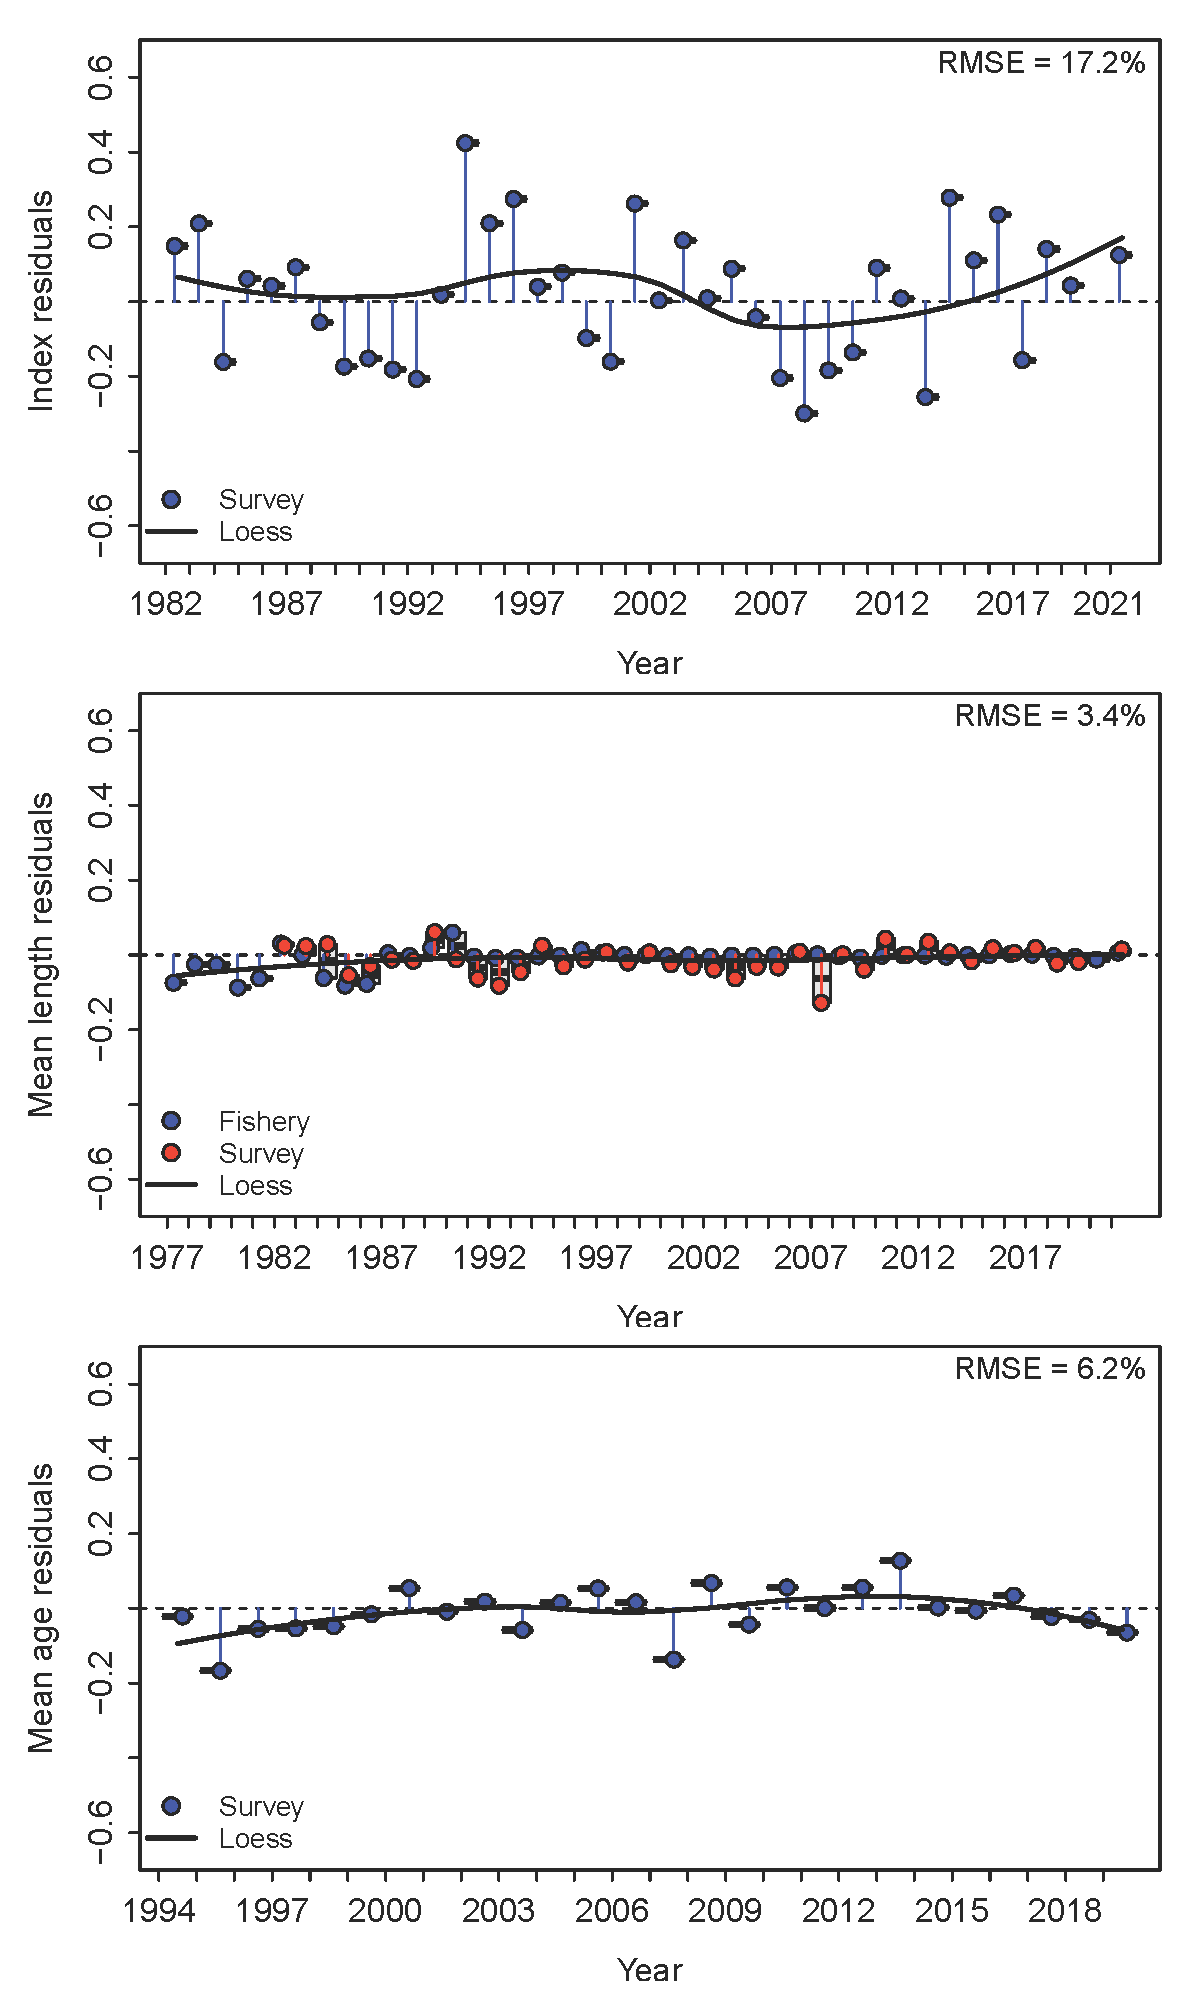 RMSE = 17.2%
Index residuals
0.6
0.4
0.2
−0.2
−0.6
Survey
Loess
1982 1987 1992 1997 2002 2007 2012 2017 2021
Year
RMSE = 3.4%
Mean length residuals
0.6
0.4
0.2
−0.2
−0.6
Fishery
Survey
Loess
1977 1982 1987 1992 1997 2002 2007 2012 2017
Year
RMSE = 6.2%
Mean age residuals
0.6
0.4
0.2
−0.2
−0.6
Survey
Loess
1994 1997 2000 2003 2006 2009 2012 2015 2018
Year